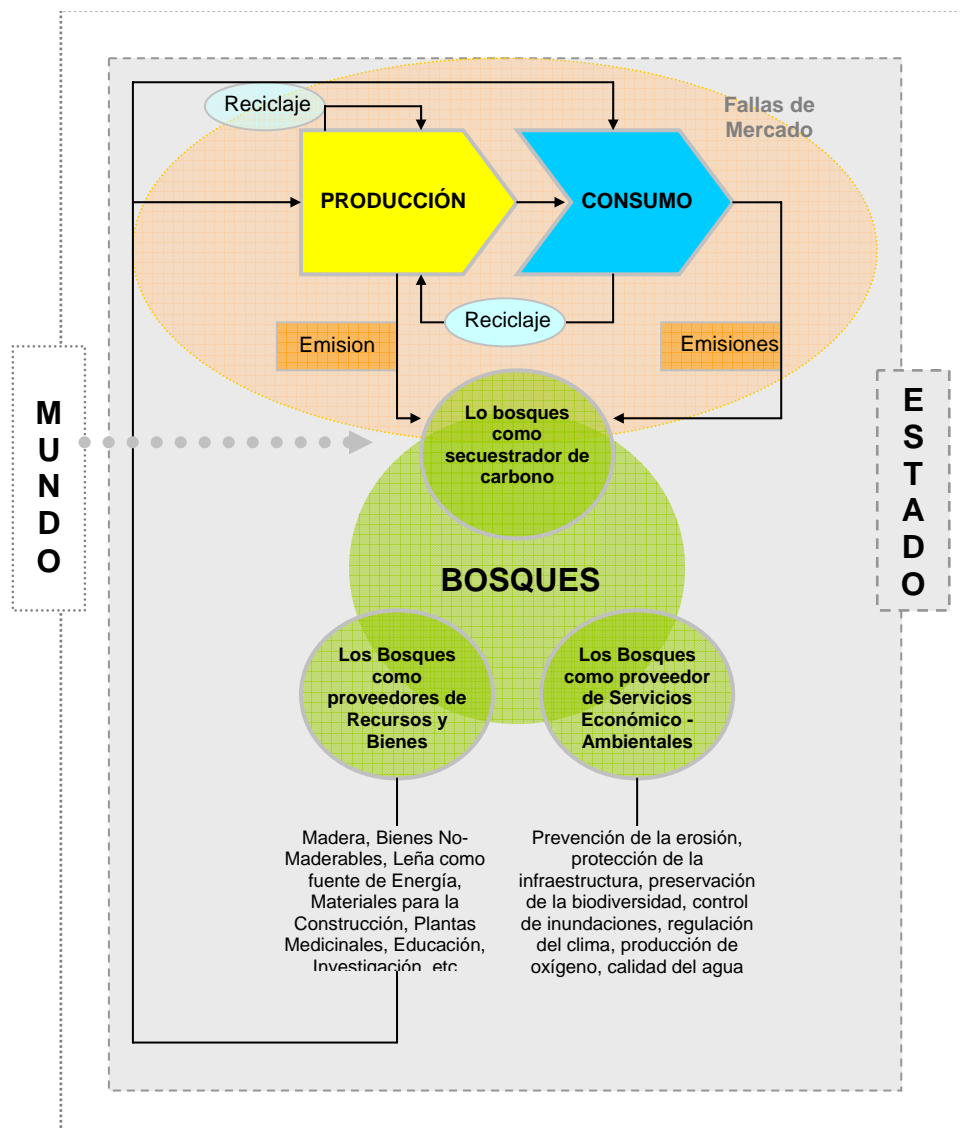 Reciclaje
Fallas de
Mercado
PRODUCCIÓN
CONSUMO
Reciclaje
Emision
Emisiones
M
U
N
D
O
E
S
T
A
D
O
Lo bosques
como
secuestrador de
carbono
BOSQUES
Los Bosques
como
proveedores de
Recursos y
Bienes
Los Bosques
como proveedor
de Servicios
Económico -
Ambientales
Madera, Bienes No-
Maderables, Leña como
fuente de Energía,
Materiales para la
Construcción, Plantas
Medicinales, Educación,
Investigación, etc
Prevención de la erosión,
protección de la
infraestructura, preservación
de la biodiversidad, control
de inundaciones, regulación
del clima, producción de
oxígeno, calidad del agua